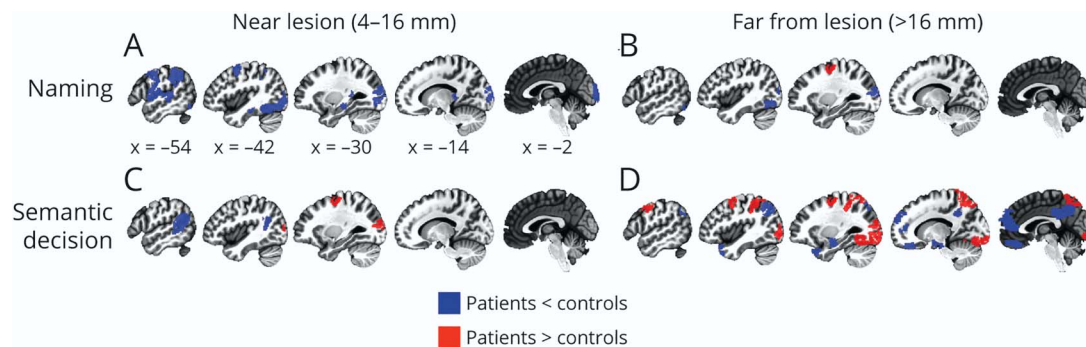 Near lesion (4–16 mm)
Far from lesion (>16 mm)
A
B
Naming
x = –54
x = –42
x = –30
x = –14
x = –2
C
D
Semantic
decision
Patients < controls
Patients > controls